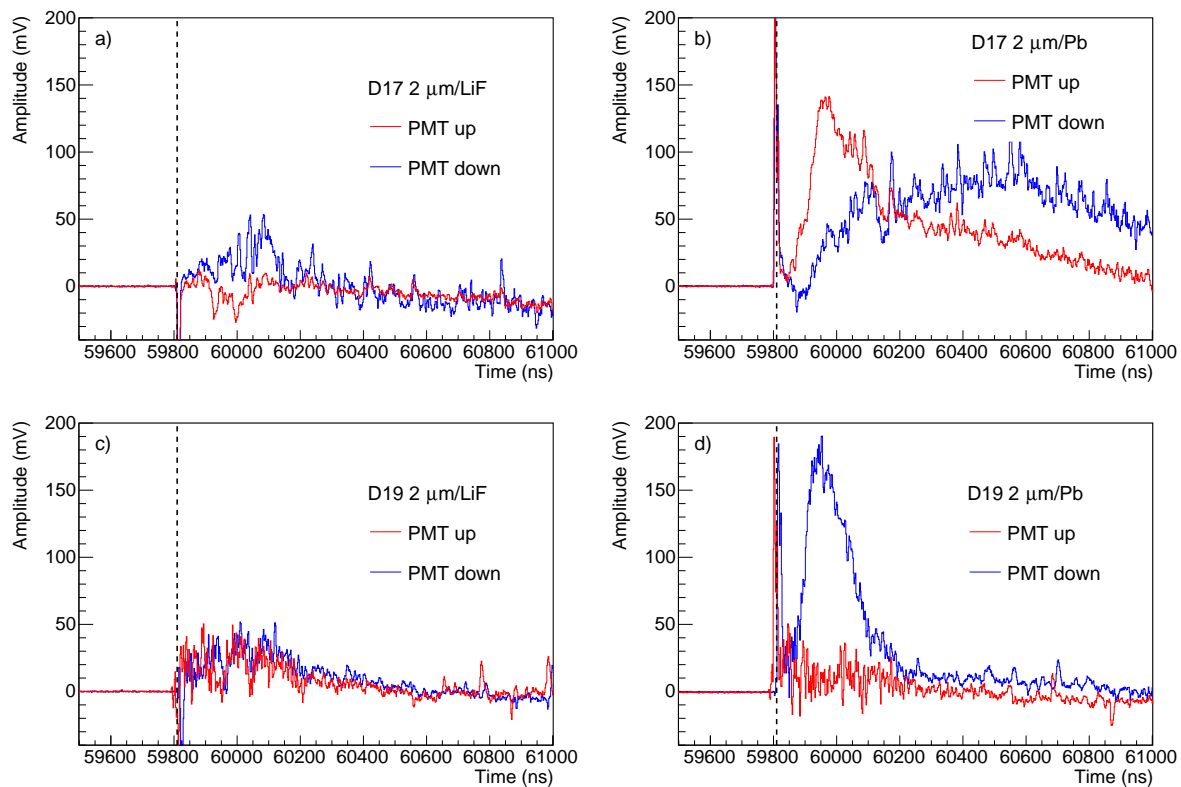 200
150
100
50
0
Amplitude (mV)
a)
D17 2 μm/LiF
PMT up
PMT down
59600 59800 60000 60200 60400 60600 60800 61000
Time (ns)
200
150
100
50
0
Amplitude (mV)
b)
D17 2 μm/Pb
PMT up
PMT down
59600 59800 60000 60200 60400 60600 60800 61000
Time (ns)
200
150
100
50
0
Amplitude (mV)
c)
D19 2 μm/LiF
PMT up
PMT down
59600 59800 60000 60200 60400 60600 60800 61000
Time (ns)
200
150
100
50
0
Amplitude (mV)
d)
D19 2 μm/Pb
PMT up
PMT down
59600 59800 60000 60200 60400 60600 60800 61000
Time (ns)